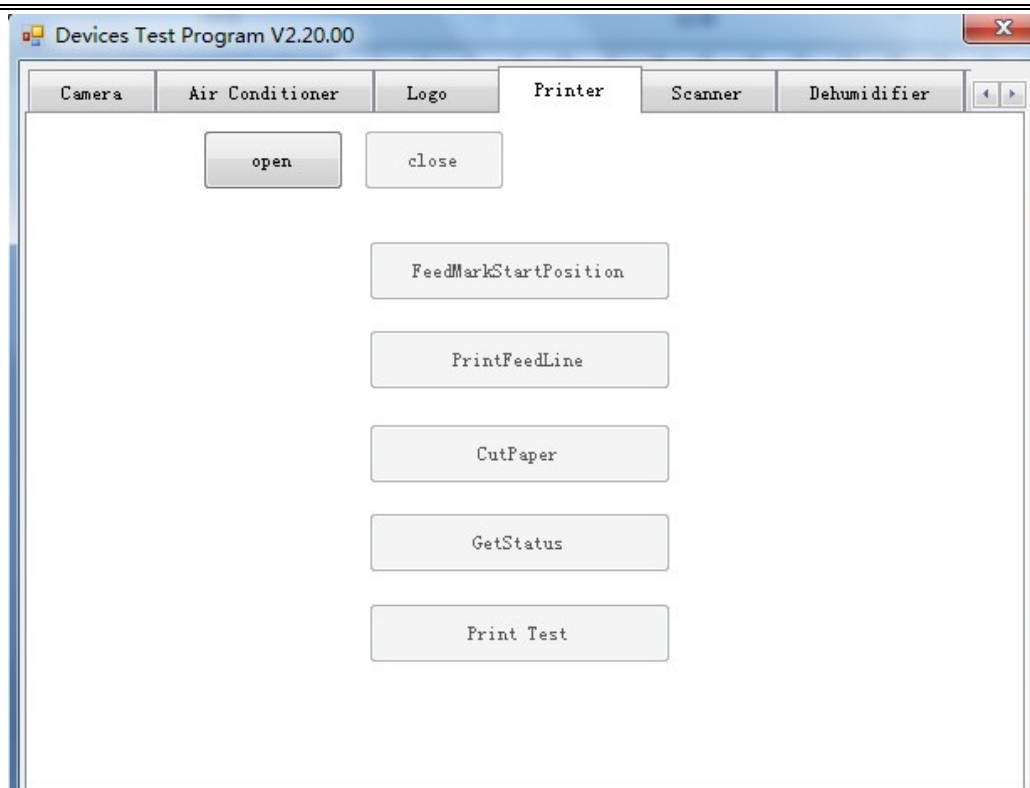 Devices Test Program V2.20.00
Camera Air Conditioner Logo Printer Scanner Dehumidifier
open close
FeedMarkStartPosition
PrintFeedLine
CutPaper
GetStatus
Print Test